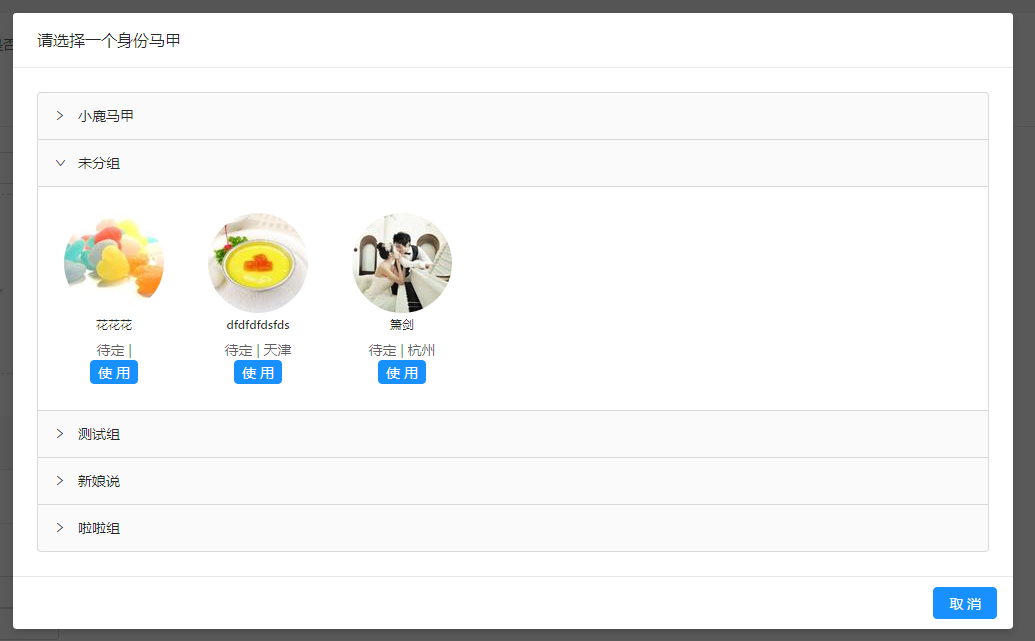 请选择一个身份马甲
小鹿马甲
未分组
花花花 dfdfdfdsfds 箫剑
待定 | 待定 | 天津 待定 | 杭州
使 用 使 用 使 用
测试组
新娘说
啦啦组
取 消